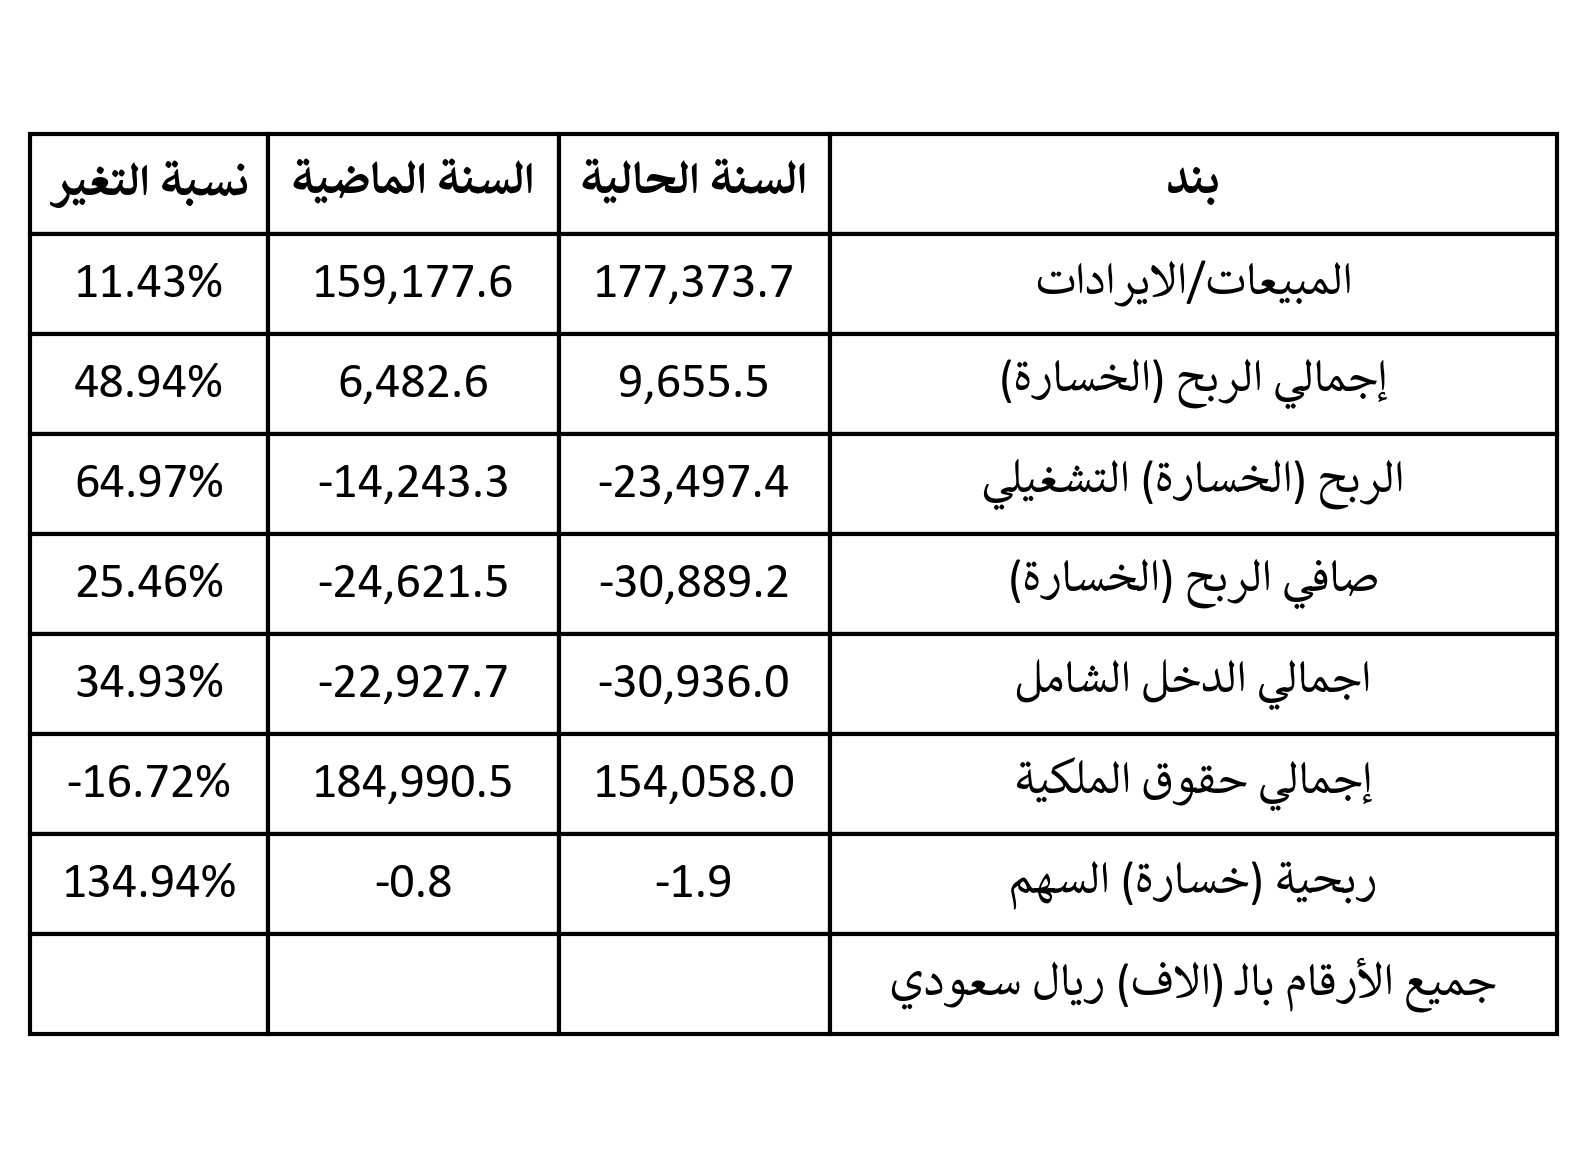 بند السنة الحالية السنة الماضية نسبة التغير
المبيعات/الايرادات 177,373.7 159,177.6 11.43%
إجمالي الربح (الخسارة) 9,655.5 6,482.6 48.94%
الربح (الخسارة) التشغيلي -23,497.4 -14,243.3 64.97%
صافي الربح (الخسارة) -30,889.2 -24,621.5 25.46%
اجمالي الدخل الشامل -30,936.0 -22,927.7 34.93%
إجمالي حقوق الملكية 154,058.0 184,990.5 -16.72%
ربحية (خسارة) السهم -1.9 -0.8 134.94%
جميع الأرقام بالـ (الاف) ريال سعودي